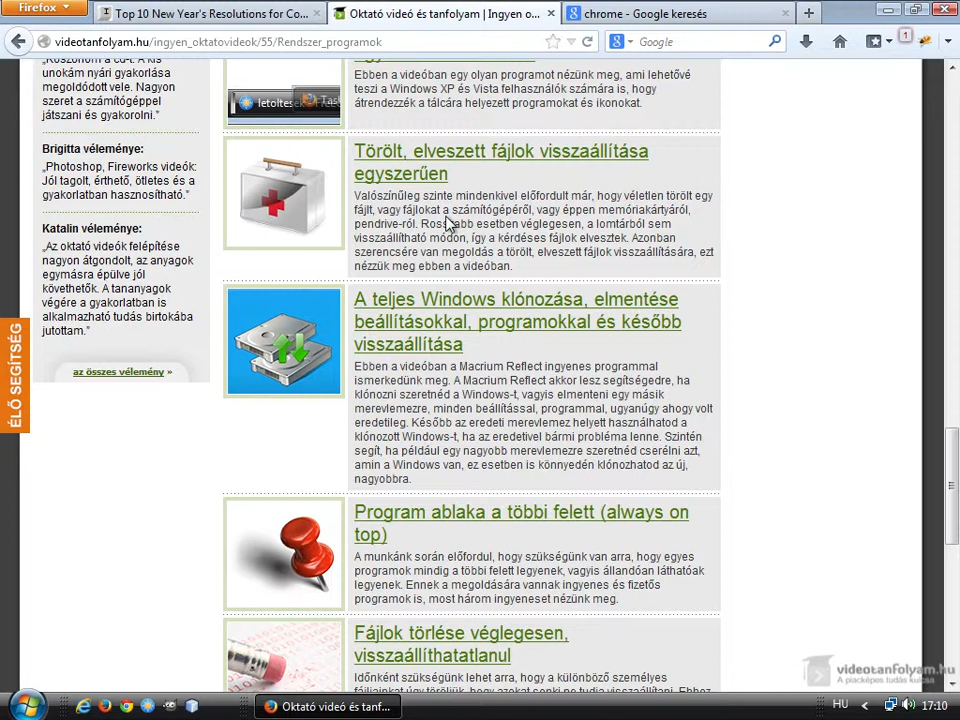 Firefox
Top 10 New Year's Resolutions for Co...
Oktató videó és tanfolyam | Ingyen o...
chrome - Google keresés
videotanfolyam.hu/ingyen_oktatovideok/55/Rendszer_programok
Google
1
unokám nyári gyakorlása
megoldódott vele. Nagyon
szeret a számítógéppel
játszani és gyakorolni."
Brigitta véleménye:
„Photoshop, Fireworks videók:
Jól tagolt, érthető, ötletes és a
gyakorlatban hasznosítható."
Katalin véleménye:
„Az oktató videók felépítése
nagyon átgondolt, az anyagok
egymásra épülve jól
követhetők. A tananyagok
végére a gyakorlatban is
alkalmazható tudás birtokába
jutottam."
az összes vélemény »
ÉLŐ SEGÍTSÉG
letoltesek
Ebben a videóban egy olyan programot nézünk meg, ami lehetővé
teszi a Windows XP és Vista felhasználók számára is, hogy
átrendezzék a tálcára helyezett programokat és ikonokat.
Törölt, elveszett fájlok visszaállítása
egyszerűen
Valószínűleg szinte mindenkivel előfordult már, hogy véletlen törölt egy
fájlt, vagy fájlokat a számítógépéről, vagy éppen memóriakártyáról,
pendrive-ról. Rosszabb esetben véglegesen, a lomtárból sem
visszaállítható módon, így a kérdéses fájlok elvesztek. Azonban
szerencsére van megoldás a törölt, elveszett fájlok visszaállítására, ezt
nézzük meg ebben a videóban.
A teljes Windows klónozása, elmentése
beállításokkal, programokkal és később
visszaállítása
Ebben a videóban a Macrium Reflect ingyenes programmal
ismerkedünk meg. A Macrium Reflect akkor lesz segítségedre, ha
klónozni szeretnéd a Windows-t, vagyis elmenteni egy másik
merevlemezre, minden beállítással, programmal, ugyanúgy ahogy volt
eredetileg. Később az eredeti merevlemez helyett használhatod a
klónozott Windows-t, ha az eredetivel bármi probléma lenne. Szintén
segít, ha például egy nagyobb merevlemezre szeretnéd cserélni azt,
amin a Windows van, ez esetben is könnyedén klónozhatod az új,
nagyobbra.
Program ablaka a többi felett (always on
top)
A munkánk során előfordul, hogy szükségünk van arra, hogy egyes
programok mindig a többi felett legyenek, vagyis állandóan láthatóak
legyenek. Ennek a megoldására vannak ingyenes és fizetős
programok is, most három ingyeneset nézünk meg.
Fájlok törlése véglegesen,
visszaállíthatatlanul
Időnként szükségünk lehet arra, hogy a különböző személyes
videotanfolyam.hu
A piacképes tudás kulcsa
Oktató videó és tanf...
HU
17:10